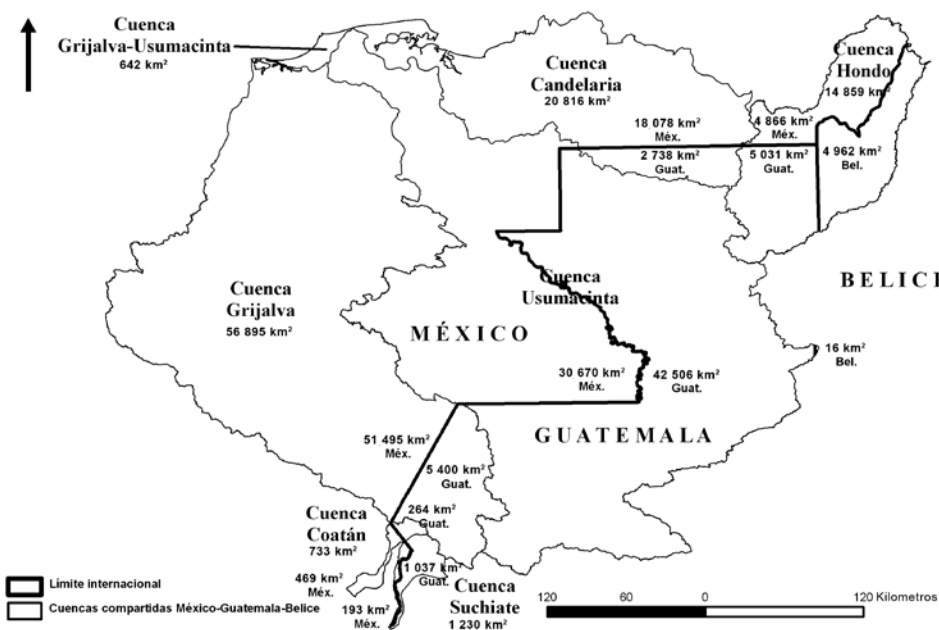 Cuenca
Grijalva-Usumacinta
642 km²
Cuenca
Candelaria
20 816 km²
Cuenca
Hondo
14 859 km²
18 078 km²
Méx.
4 866 km²
Méx.
2 738 km²
Guat.
5 031 km²
Guat.
4 962 km²
Bel.
Cuenca
Grijalva
56 895 km²
Cuenca
Usumacinta
BELICE
MÉXICO
16 km²
Bel.
30 670 km²
Méx.
42 506 km²
Guat.
GUATEMALA
51 495 km²
Méx.
5 400 km²
Guat.
264 km²
Guat.
Cuenca
Coatán
733 km²
469 km²
Méx.
1 037 km²
Guat.
193 km²
Méx.
Cuenca
Suchiate
1 230 km²
Límite internacional
Cuencas compartidas México-Guatemala-Belice
120 60 0 120 Kilometros